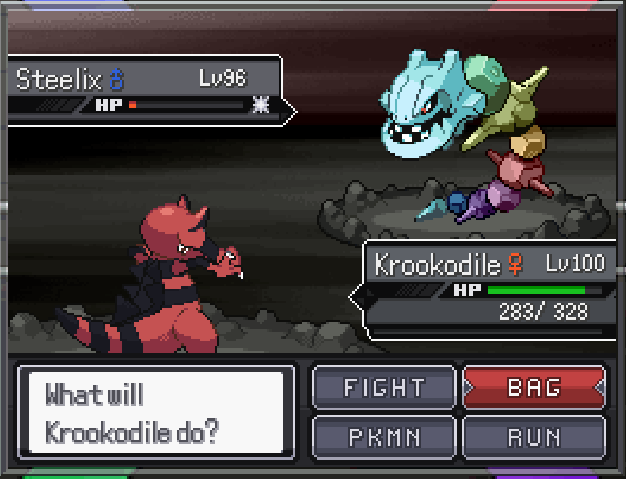 Steelix♂ Lv96
HP
Krookodile♀ Lv100
HP
283/ 328
What will
Krookodile do?
FIGHT
BAG
PKMN
RUN